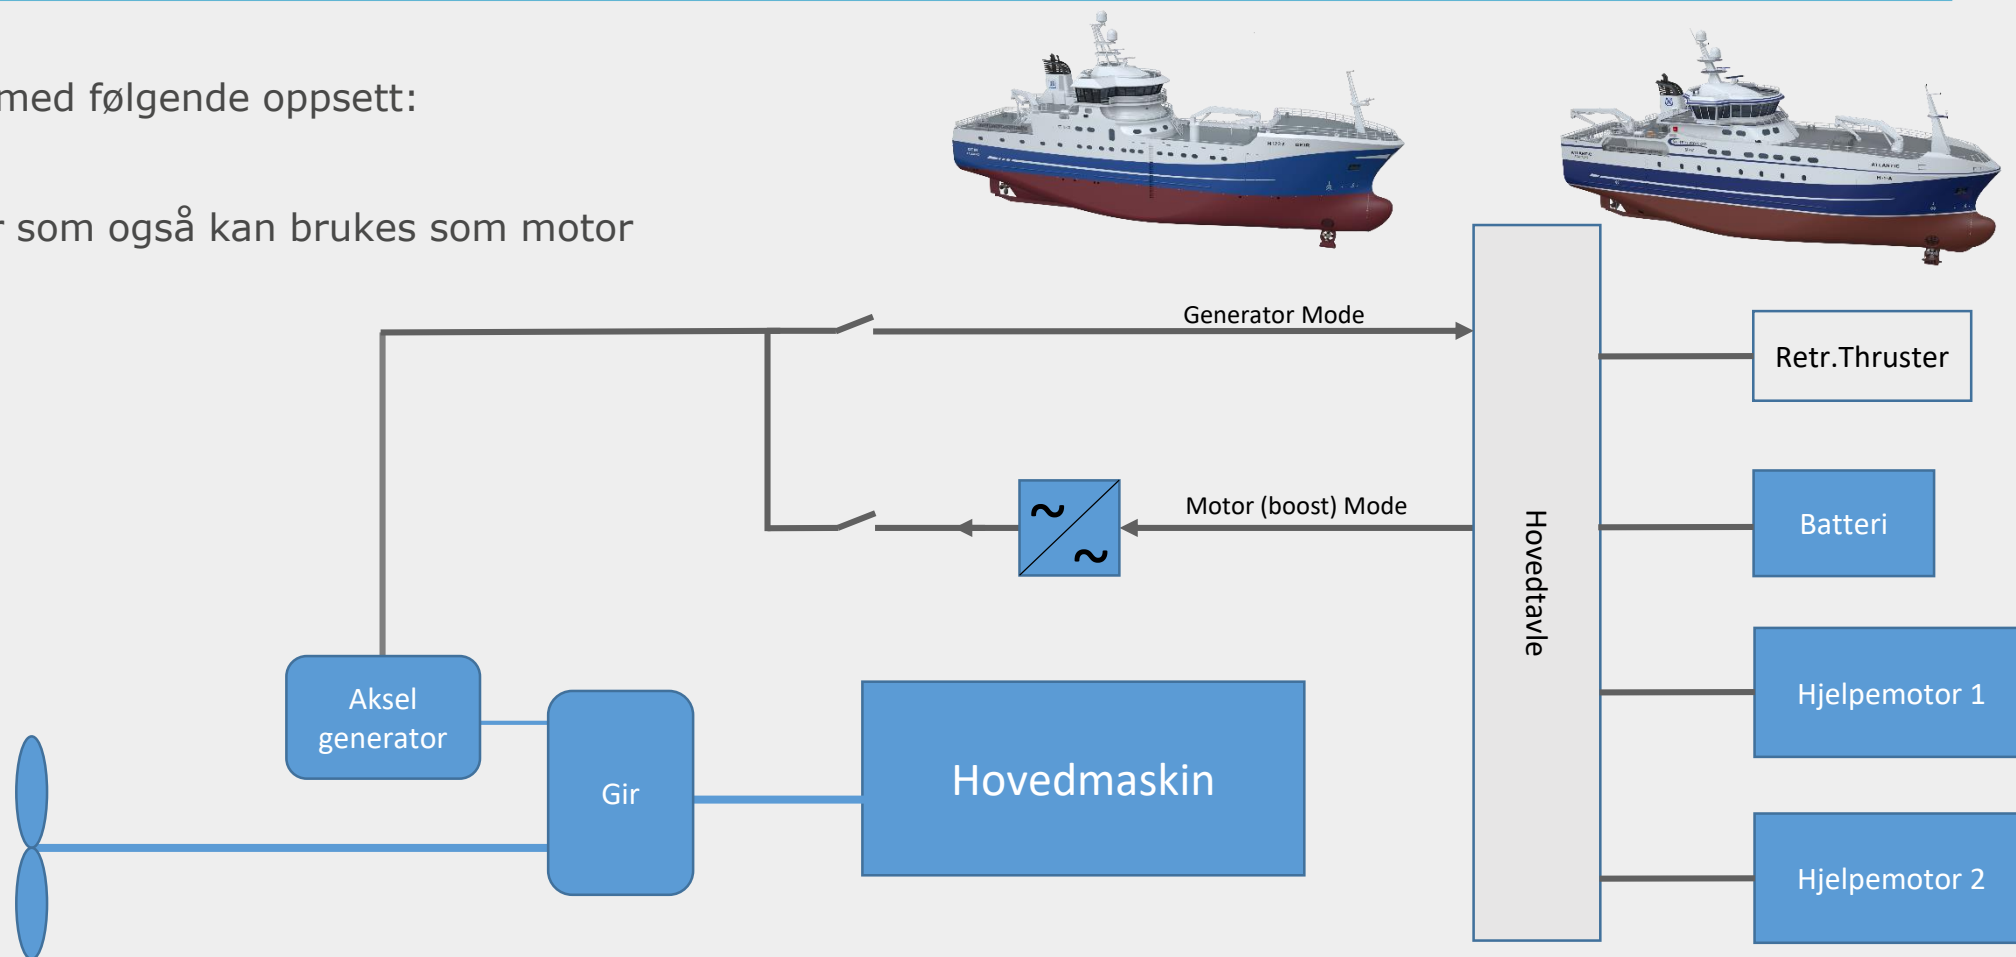 med følgende oppsett:
som også kan brukes som motor
Generator Mode
Retr.Thruster
Motor (boost) Mode
Hovedtavle
Batteri
Aksel
generator
Gir
Hovedmaskin
Hjelpemotor 1
Hjelpemotor 2
ATLANTIC